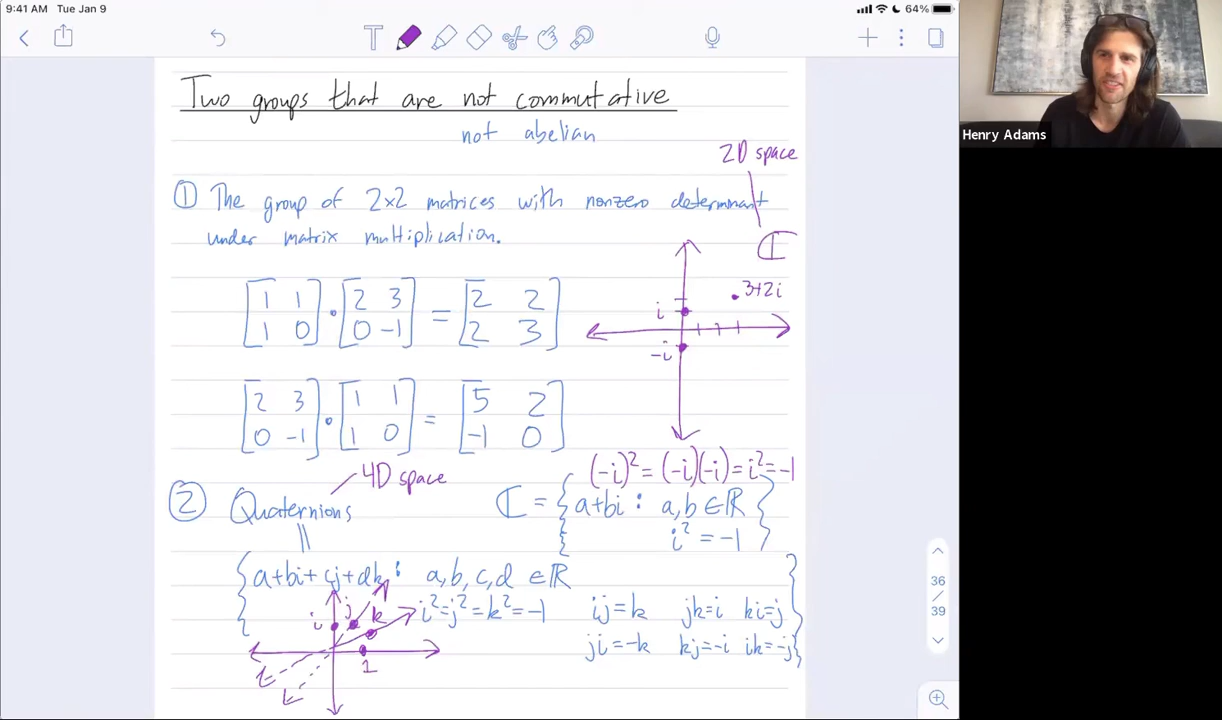 9:41 AM Tue Jan 9
64%
Henry Adams
Two groups that are not commutative
not abelian
2D space
① The group of 2×2 matrices with nonzero determinant
under matrix multiplication.
ℂ
3+2i
i
-i
[1 1; 1 0] · [2 3; 0 -1] = [2 2; 2 3]
[2 3; 0 -1] · [1 1; 1 0] = [5 2; -1 0]
4D space
(-i)² = (-i)(-i) = i² = -1
② Quaternions
ℂ = {a+bi : a, b ∈ ℝ
i² = -1}
{a+bi+cj+dk : a, b, c, d ∈ ℝ
i j k
i²=j²=k²=-1 ij=k jk=i ki=j
ji=-k kj=-i ik=-j}
1
36
/
39